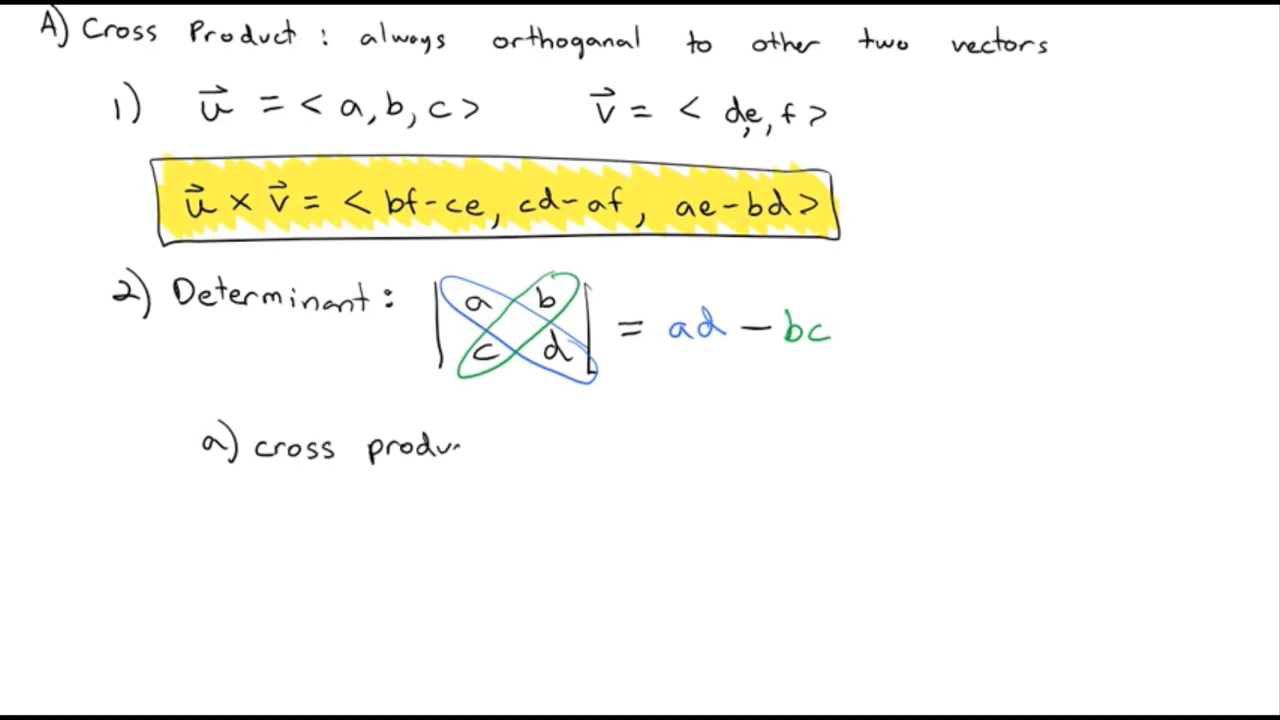 A) Cross Product : always orthoganal to other two vectors
1) u⃗ = < a, b, c > v⃗ = < d, e, f >
u⃗ × v⃗ = < bf-ce, cd-af, ae-bd >
2) Determinant : | a b | = ad - bc
| c d |
a) cross produ